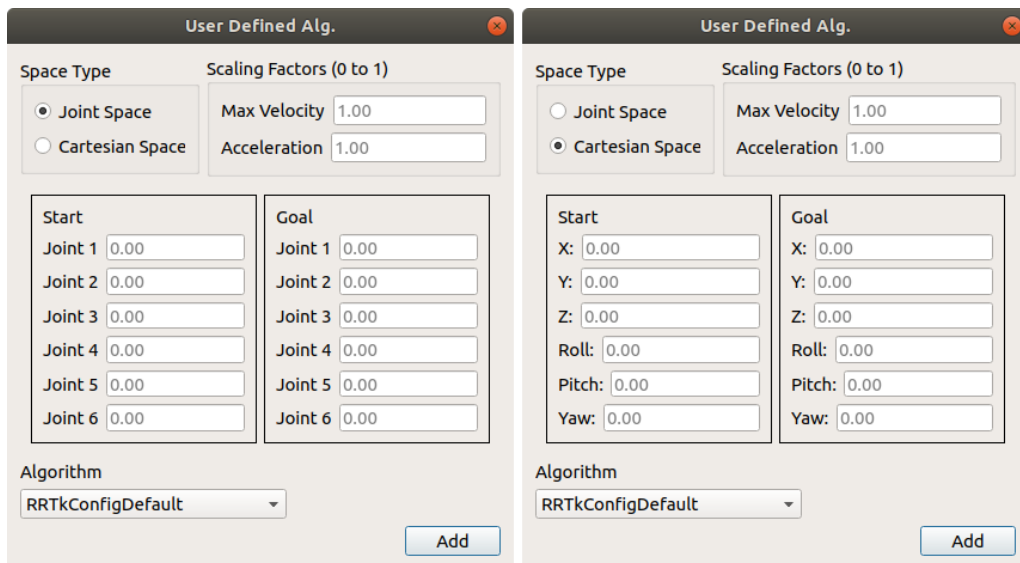 User Defined Alg.
Space Type
Scaling Factors (0 to 1)
Joint Space
Cartesian Space
Max Velocity 1.00
Acceleration 1.00
Start
Joint 1 0.00
Joint 2 0.00
Joint 3 0.00
Joint 4 0.00
Joint 5 0.00
Joint 6 0.00
Goal
Joint 1 0.00
Joint 2 0.00
Joint 3 0.00
Joint 4 0.00
Joint 5 0.00
Joint 6 0.00
Algorithm
RRTkConfigDefault
Add
User Defined Alg.
Space Type
Scaling Factors (0 to 1)
Joint Space
Cartesian Space
Max Velocity 1.00
Acceleration 1.00
Start
X: 0.00
Y: 0.00
Z: 0.00
Roll: 0.00
Pitch: 0.00
Yaw: 0.00
Goal
X: 0.00
Y: 0.00
Z: 0.00
Roll: 0.00
Pitch: 0.00
Yaw: 0.00
Algorithm
RRTkConfigDefault
Add